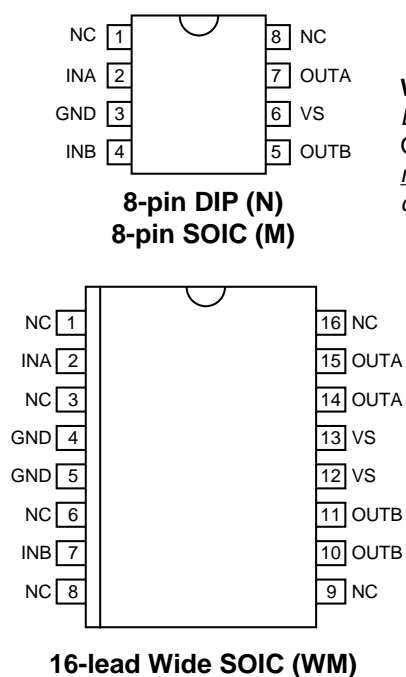 NC 1 8 NC
INA 2 7 OUTA
GND 3 6 VS
INB 4 5 OUTB
8-pin DIP (N)
8-pin SOIC (M)
NC 1 16 NC
INA 2 15 OUTA
NC 3 14 OUTA
GND 4 13 VS
GND 5 12 VS
NC 6 11 OUTB
INB 7 10 OUTB
NC 8 9 NC
16-lead Wide SOIC (WM)